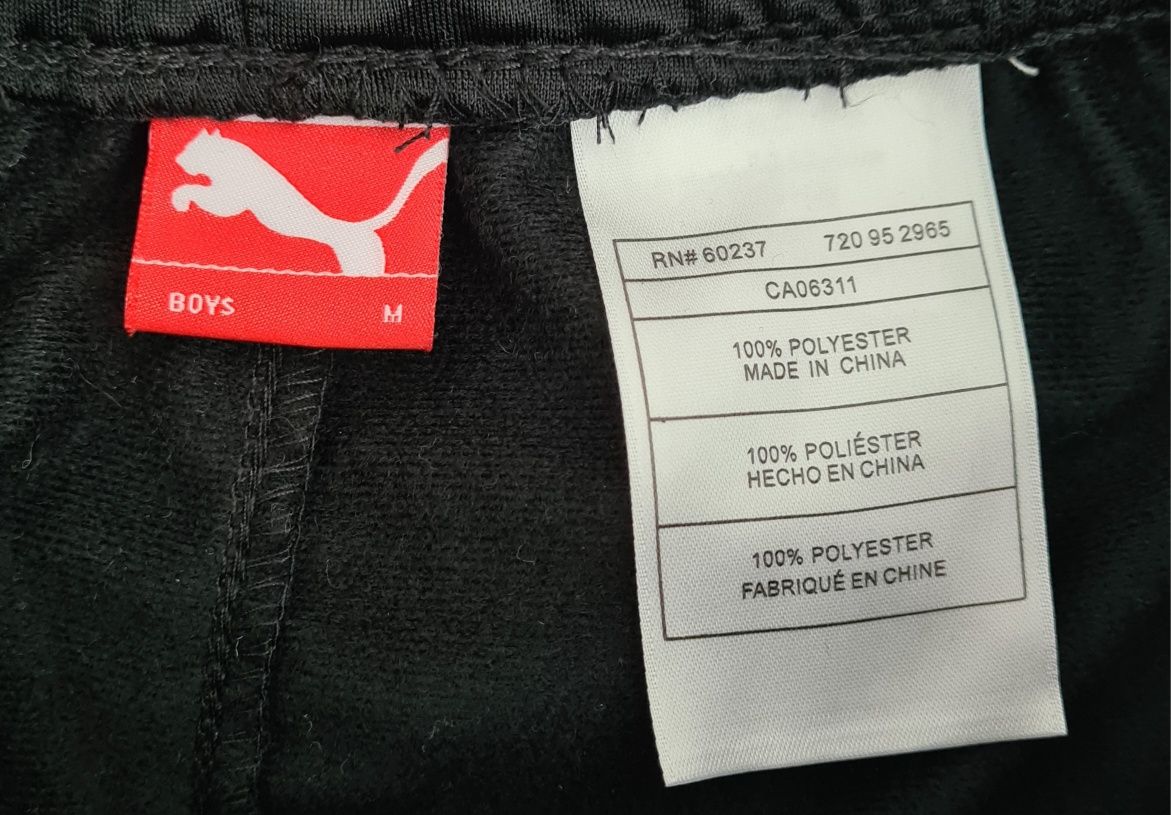 BOYS M
RN# 60237 720 95 2965
CA06311
100% POLYESTER
MADE IN CHINA
100% POLIÉSTER
HECHO EN CHINA
100% POLYESTER
FABRIQUÉ EN CHINE